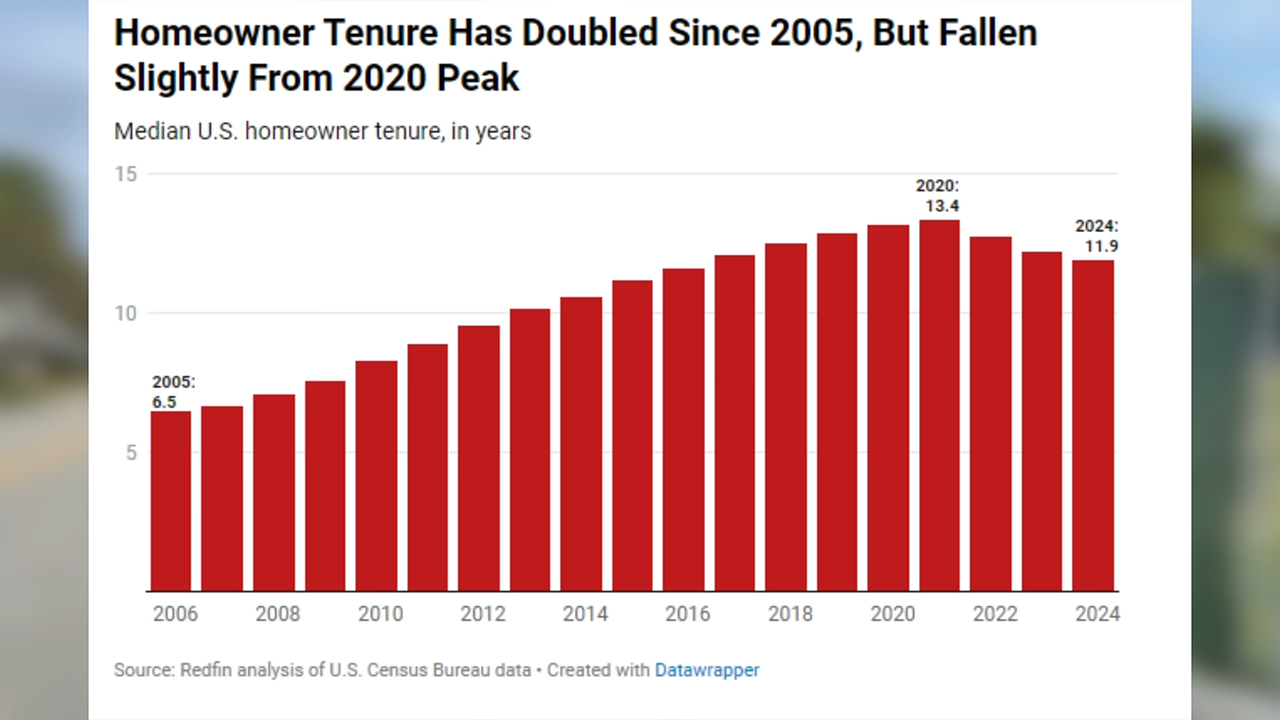 Homeowner Tenure Has Doubled Since 2005, But Fallen
Slightly From 2020 Peak
Median U.S. homeowner tenure, in years
15
2020:
13.4
2024:
11.9
10
2005:
6.5
5
2006 2008 2010 2012 2014 2016 2018 2020 2022 2024
Source: Redfin analysis of U.S. Census Bureau data • Created with Datawrapper